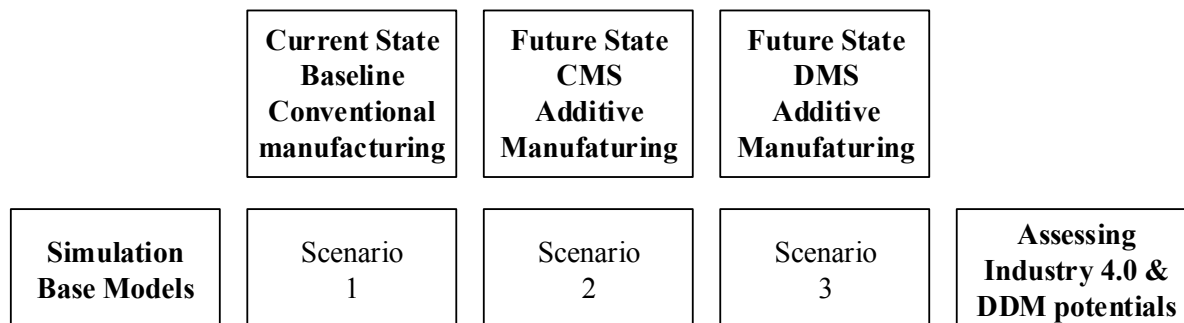 Current State
Baseline
Conventional
manufacturing
Future State
CMS
Additive
Manufaturing
Future State
DMS
Additive
Manufaturing
Simulation
Base Models
Scenario
1
Scenario
2
Scenario
3
Assessing
Industry 4.0 &
DDM potentials